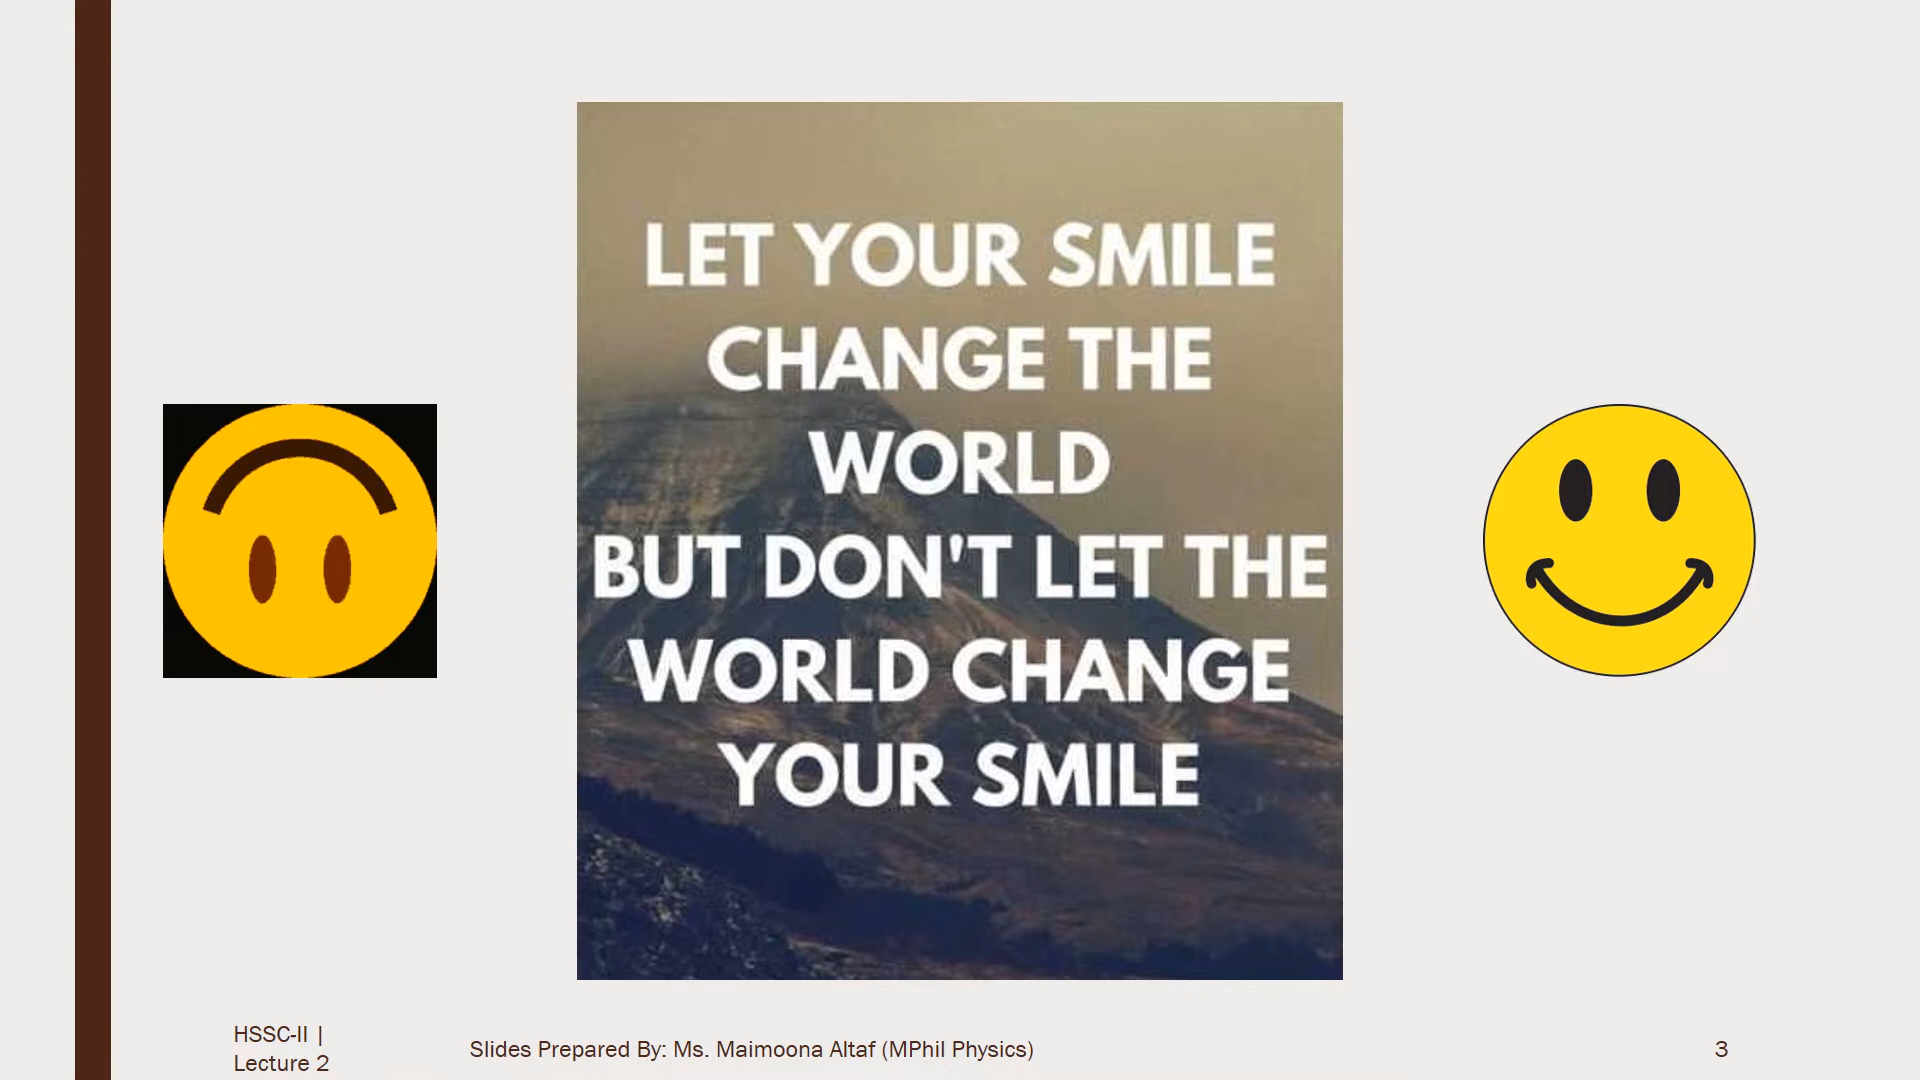 LET YOUR SMILE
CHANGE THE
WORLD
BUT DON'T LET THE
WORLD CHANGE
YOUR SMILE
HSSC-II |
Lecture 2
Slides Prepared By: Ms. Maimoona Altaf (MPhil Physics)
3